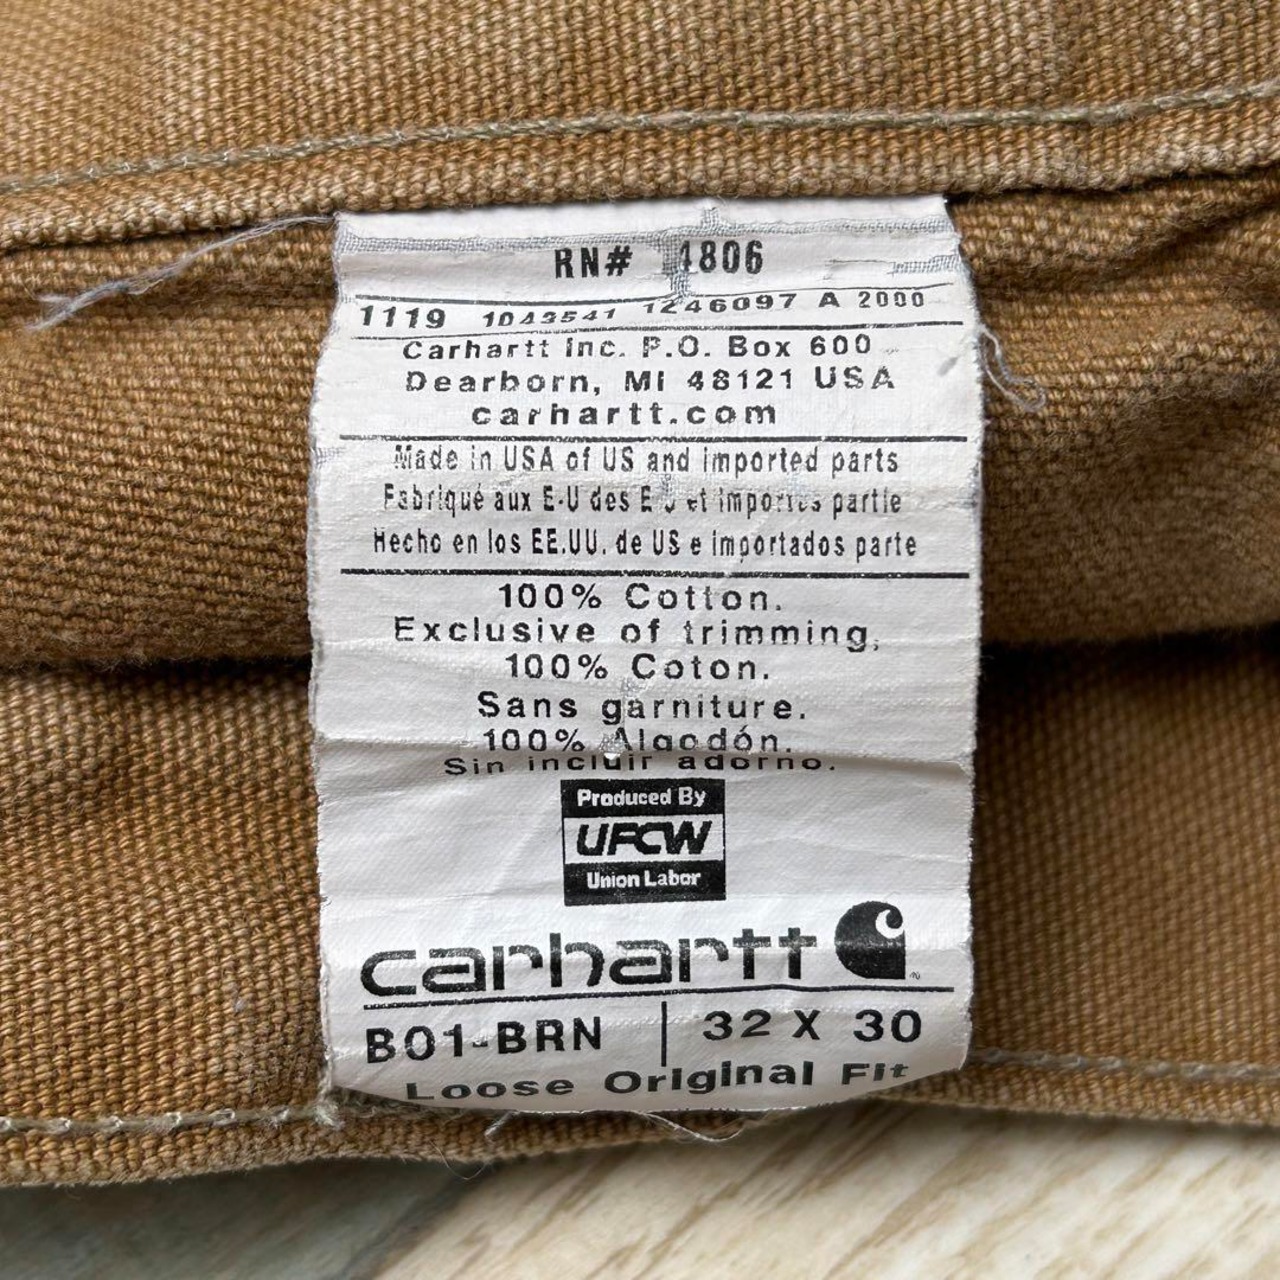 RN# 14806
1119 1043541 1246097 A 2000
Carhartt Inc. P.O. Box 600
Dearborn, MI 48121 USA
carhartt.com
Made in USA of US and imported parts
Fabriqué aux E-U des E-U et importées partie
Hecho en los EE.UU. de US e importados parte
100% Cotton.
Exclusive of trimming,
100% Coton.
Sans garniture.
100% Algodón.
Sin incluir adorno.
Produced By
UFCW
Union Labor
carhartt
B01-BRN | 32 X 30
Loose Original Fit